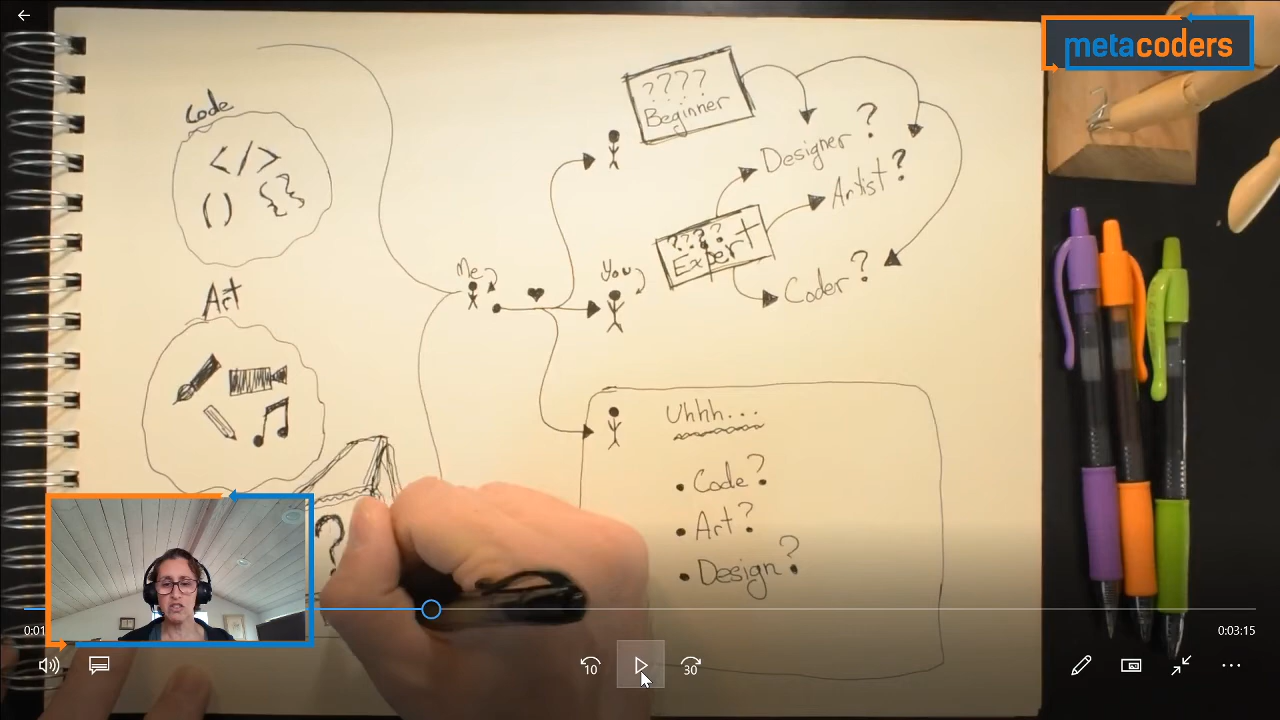 metacoders
Code
</>
() {}
Art
?
Me
You
????
Beginner
Designer ?
Artist ?
????
Expert
Coder ?
Uhhh...
• Code?
• Art?
• Design?
0:01
0:03:15
10
30